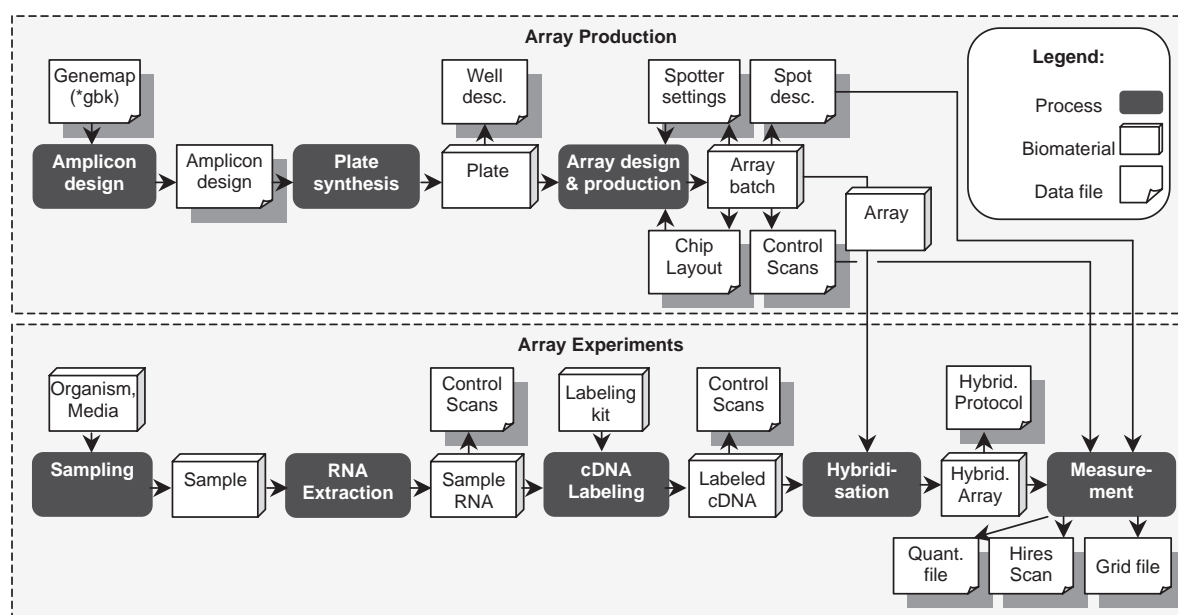 Array Production
Legend:
Process
Biomaterial
Data file
Genemap
(*gbk)
Well
desc.
Spotter
settings
Spot
desc.
Amplicon
design
Amplicon
design
Plate
synthesis
Plate
Array design
& production
Array
batch
Array
Chip
Layout
Control
Scans
Array Experiments
Organism,
Media
Control
Scans
Labeling
kit
Control
Scans
Hybrid.
Protocol
Sampling
Sample
RNA
Extraction
Sample
RNA
cDNA
Labeling
Labeled
cDNA
Hybridi-
sation
Hybrid.
Array
Measure-
ment
Quant.
file
Hires
Scan
Grid file